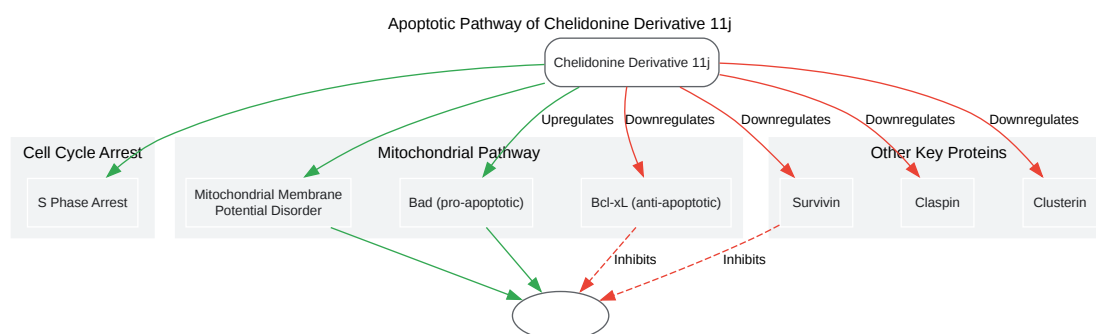 Apoptotic Pathway of Chelidonine Derivative 11j
Chelidonine Derivative 11j
Upregulates
Downregulates
Downregulates
Downregulates
Downregulates
Cell Cycle Arrest
Mitochondrial Pathway
Other Key Proteins
S Phase Arrest
Mitochondrial Membrane
Potential Disorder
Bad (pro-apoptotic)
Bcl-xL (anti-apoptotic)
Survivin
Claspin
Clusterin
Inhibits
Inhibits